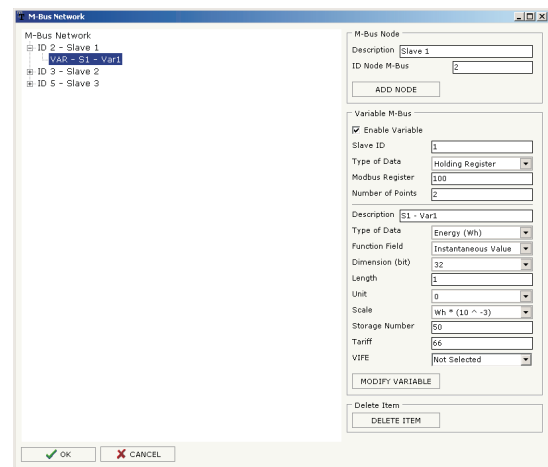 M-Bus Network
M-Bus Network
ID 2 - Slave 1
VAR - S1 - Var1
ID 3 - Slave 2
ID 5 - Slave 3
M-Bus Node
Description Slave 1
ID Node M-Bus 2
ADD NODE
Variable M-Bus
Enable Variable
Slave ID 1
Type of Data Holding Register
Modbus Register 100
Number of Points 2
Description S1 - Var1
Type of Data Energy (Wh)
Function Field Instantaneous Value
Dimension (bit) 32
Length 1
Unit 0
Scale Wh * (10 ^ -3)
Storage Number 50
Tariff 66
VIFE Not Selected
MODIFY VARIABLE
Delete Item
DELETE ITEM
OK CANCEL